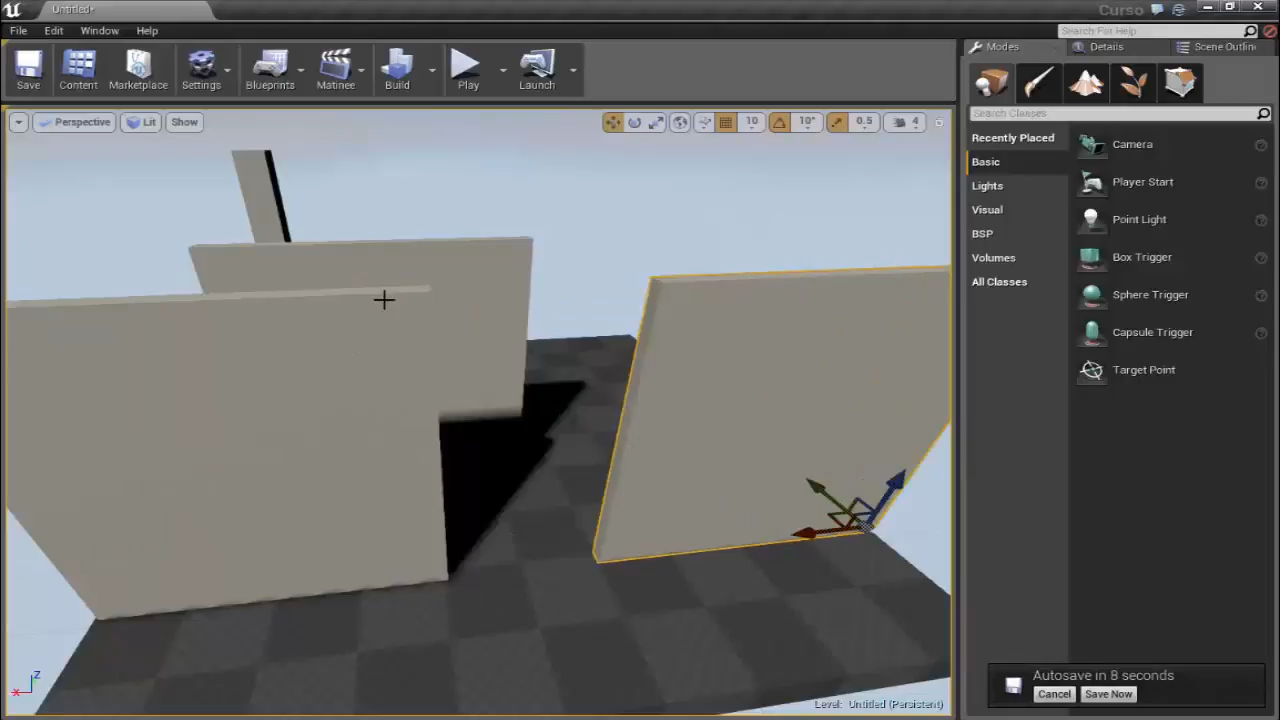 Untitled*
Curso
File Edit Window Help
Search For Help
Save Content Marketplace Settings Blueprints Matinee Build Play Launch
Modes Details Scene Outlin
Perspective Lit Show
10 10° 0.5 4
Search Classes
Recently Placed
Basic
Lights
Visual
BSP
Volumes
All Classes
Camera
Player Start
Point Light
Box Trigger
Sphere Trigger
Capsule Trigger
Target Point
Autosave in 8 seconds
Cancel Save Now
z
x
Level: Untitled (Persistent)